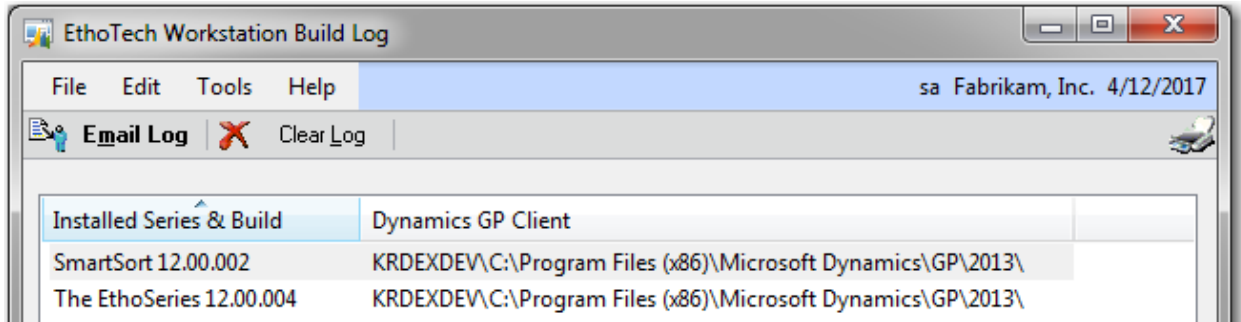 EthoTech Workstation Build Log
File Edit Tools Help sa Fabrikam, Inc. 4/12/2017
Email Log Clear Log
Installed Series & Build Dynamics GP Client
SmartSort 12.00.002 KRDEXDEV\C:\Program Files (x86)\Microsoft Dynamics\GP\2013\
The EthoSeries 12.00.004 KRDEXDEV\C:\Program Files (x86)\Microsoft Dynamics\GP\2013\